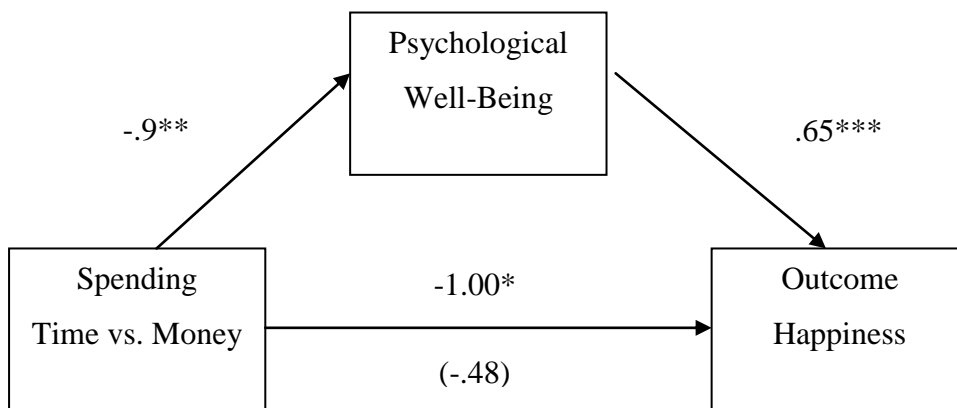 Psychological
Well-Being
-.9**
.65***
Spending
Time vs. Money
-1.00*
(-.48)
Outcome
Happiness